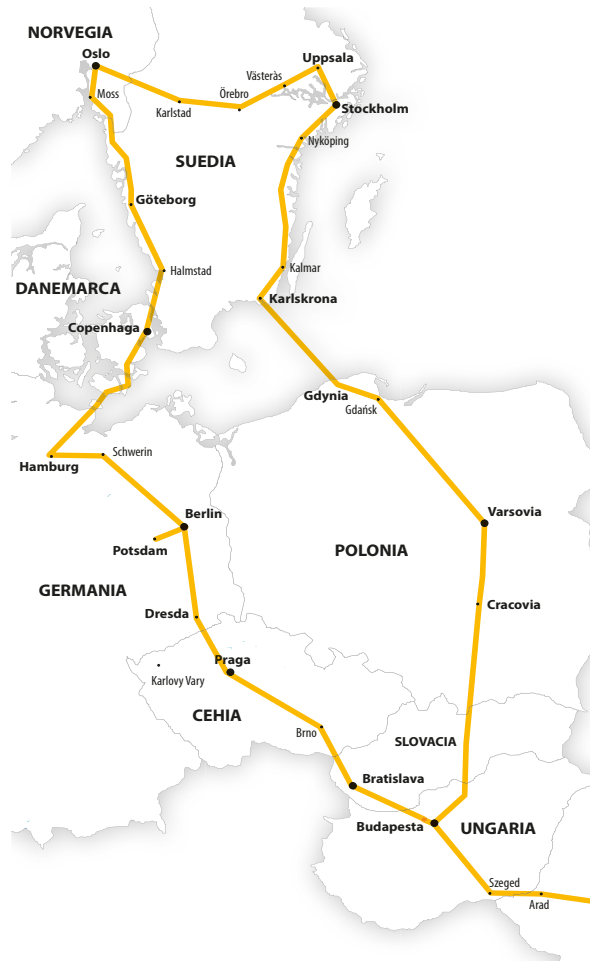 NORVEGIA
Oslo
Uppsala
Västeràs
Moss
Örebro
Karlstad
Stockholm
Nyköping
SUEDIA
Göteborg
Halmstad
Kalmar
DANEMARCA
Karlskrona
Copenhaga
Gdynia
Gdańsk
Schwerin
Hamburg
Berlin
Varsovia
Potsdam
POLONIA
GERMANIA
Cracovia
Dresda
Praga
Karlovy Vary
CEHIA
Brno
SLOVACIA
Bratislava
Budapesta
UNGARIA
Szeged
Arad